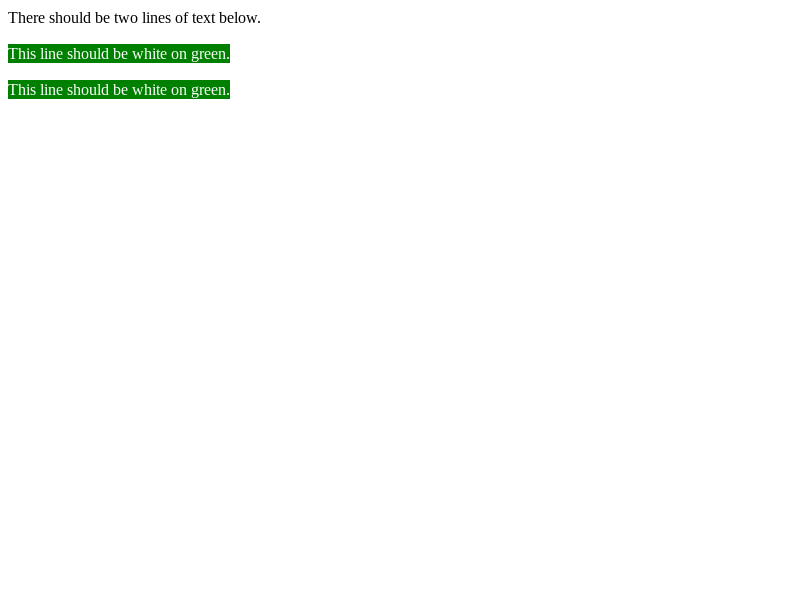 There should be two lines of text below.
This line should be white on green.
This line should be white on green.